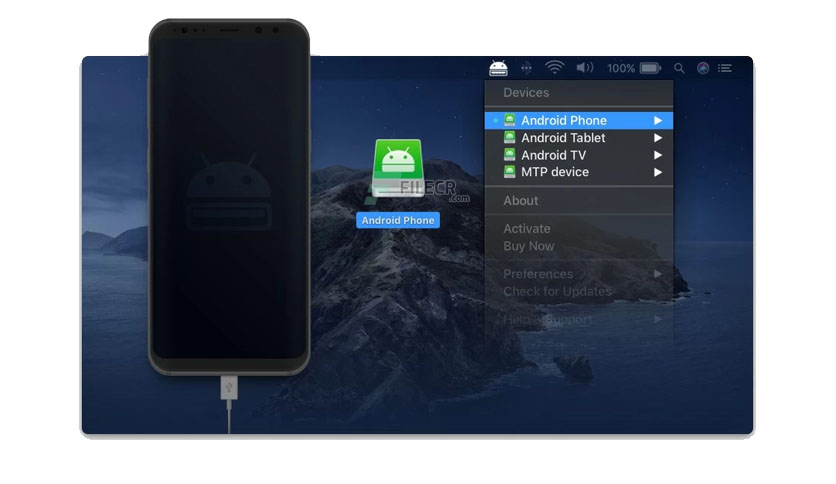 100%
Devices
Android Phone
Android Tablet
Android TV
MTP device
About
Activate
Buy Now
Preferences
Check for Updates
Help & Support
FILECR
.com
Android Phone